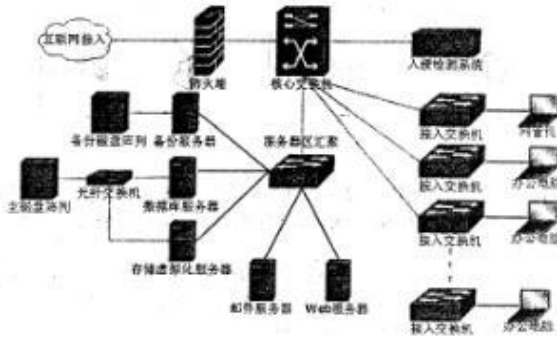 互联网接入
防火墙
核心交换机
入侵检测系统
备份磁盘阵列
备份服务器
服务器区汇聚
接入交换机
接入交换机
办公电脑
主磁盘阵列
光纤交换机
数据库服务器
接入交换机
办公电脑
存储虚拟化服务器
邮件服务器
Web服务器
接入交换机
办公电脑